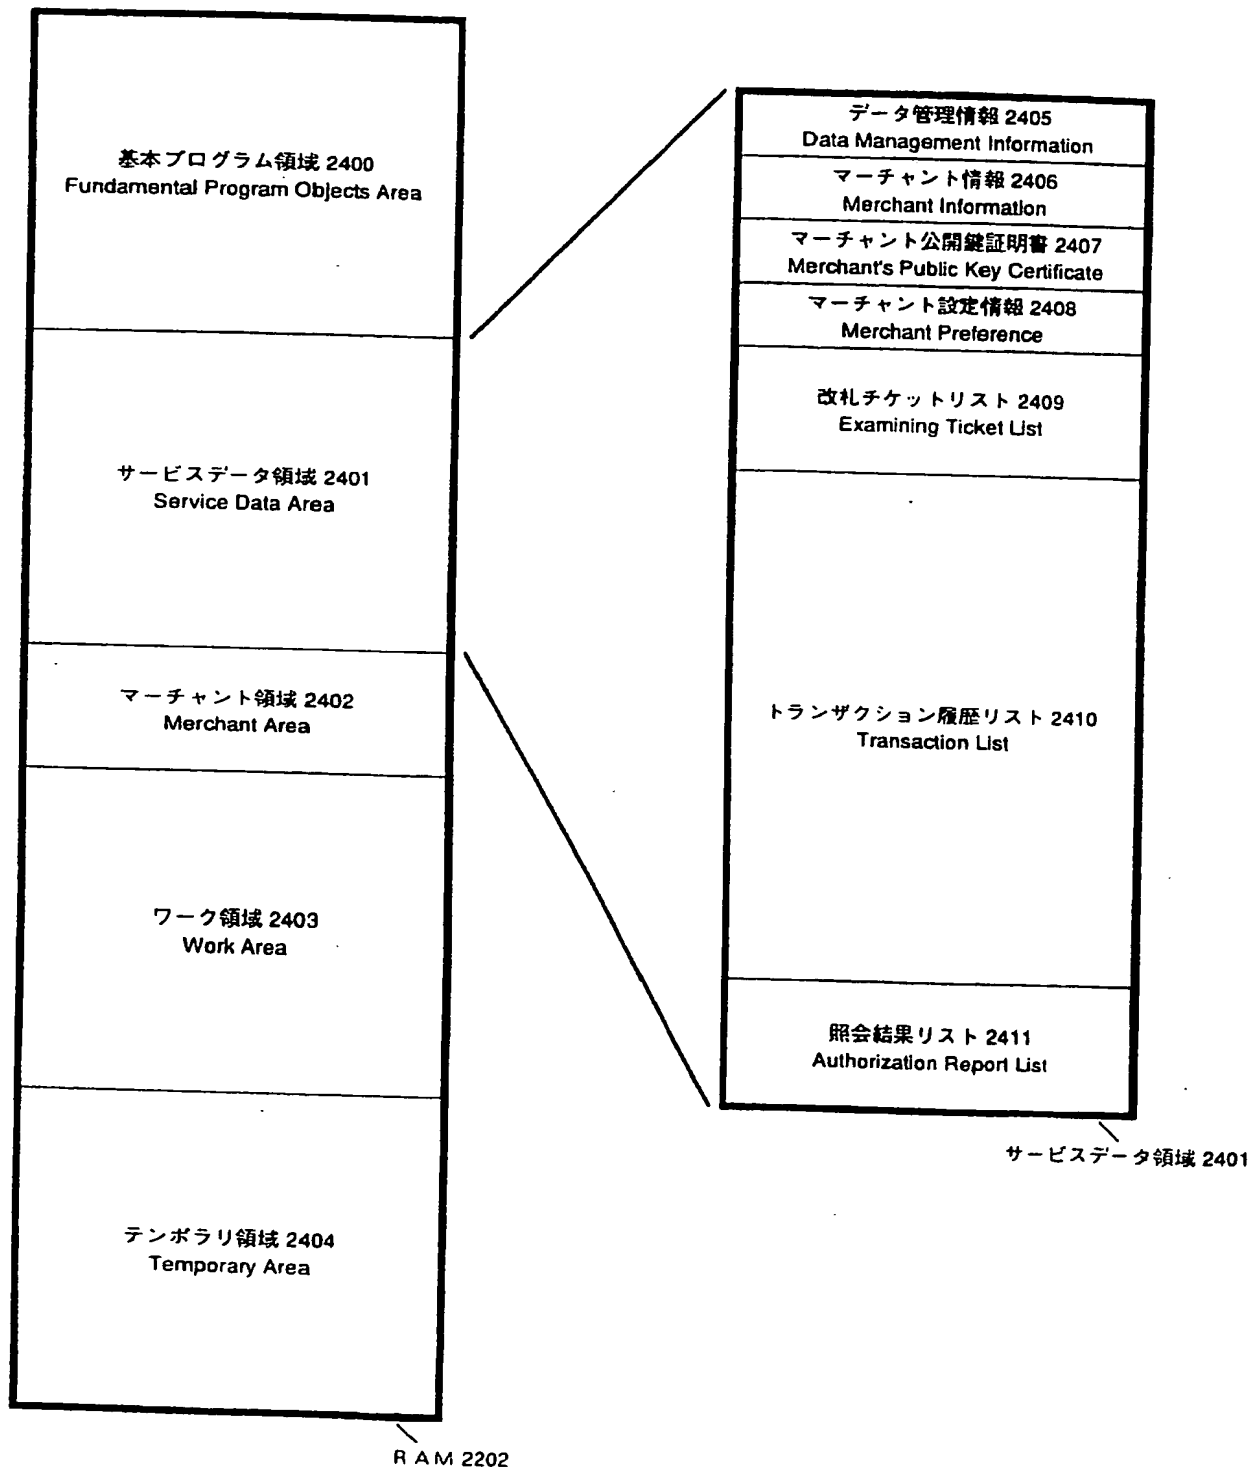 基本プログラム領域 2400
Fundamental Program Objects Area
サービスデータ領域 2401
Service Data Area
マーチャント領域 2402
Merchant Area
ワーク領域 2403
Work Area
テンポラリ領域 2404
Temporary Area
RAM 2202
データ管理情報 2405
Data Management Information
マーチャント情報 2406
Merchant Information
マーチャント公開鍵証明書 2407
Merchant's Public Key Certificate
マーチャント設定情報 2408
Merchant Preference
改札チケットリスト 2409
Examining Ticket List
トランザクション履歴リスト 2410
Transaction List
照会結果リスト 2411
Authorization Report List
サービスデータ領域 2401